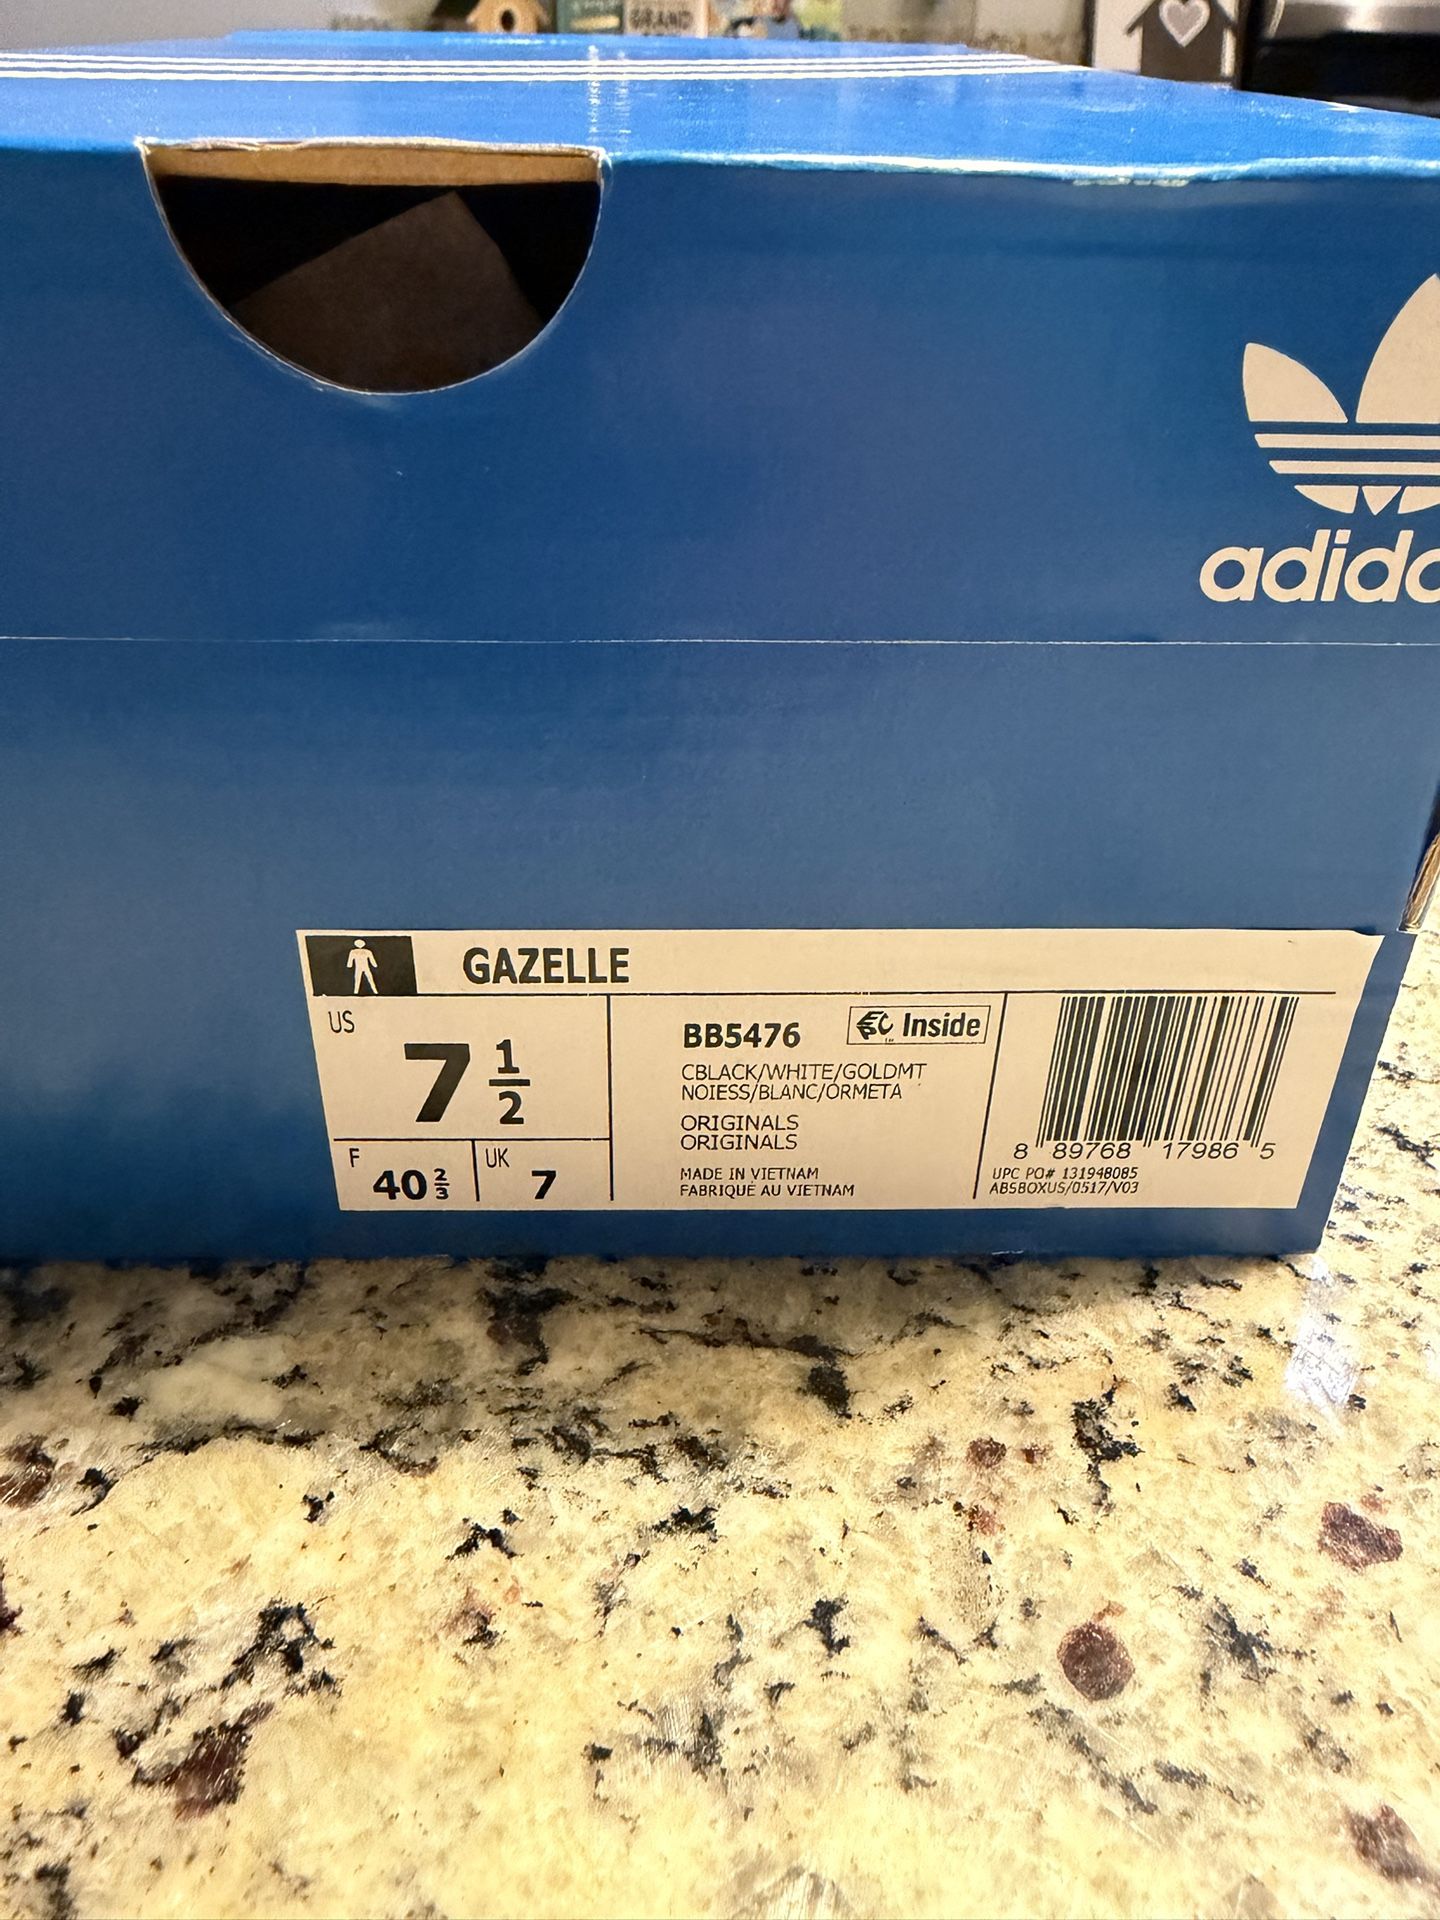 GRAND
adida
GAZELLE
US
7 1/2
F
40 2/3
UK
7
BB5476
Inside
CBLACK/WHITE/GOLDMT
NOIESS/BLANC/ORMETA
ORIGINALS
ORIGINALS
MADE IN VIETNAM
FABRIQUÉ AU VIETNAM
8 89768 17986 5
UPC PO# 131948085
ABSBOXUS/0517/V03